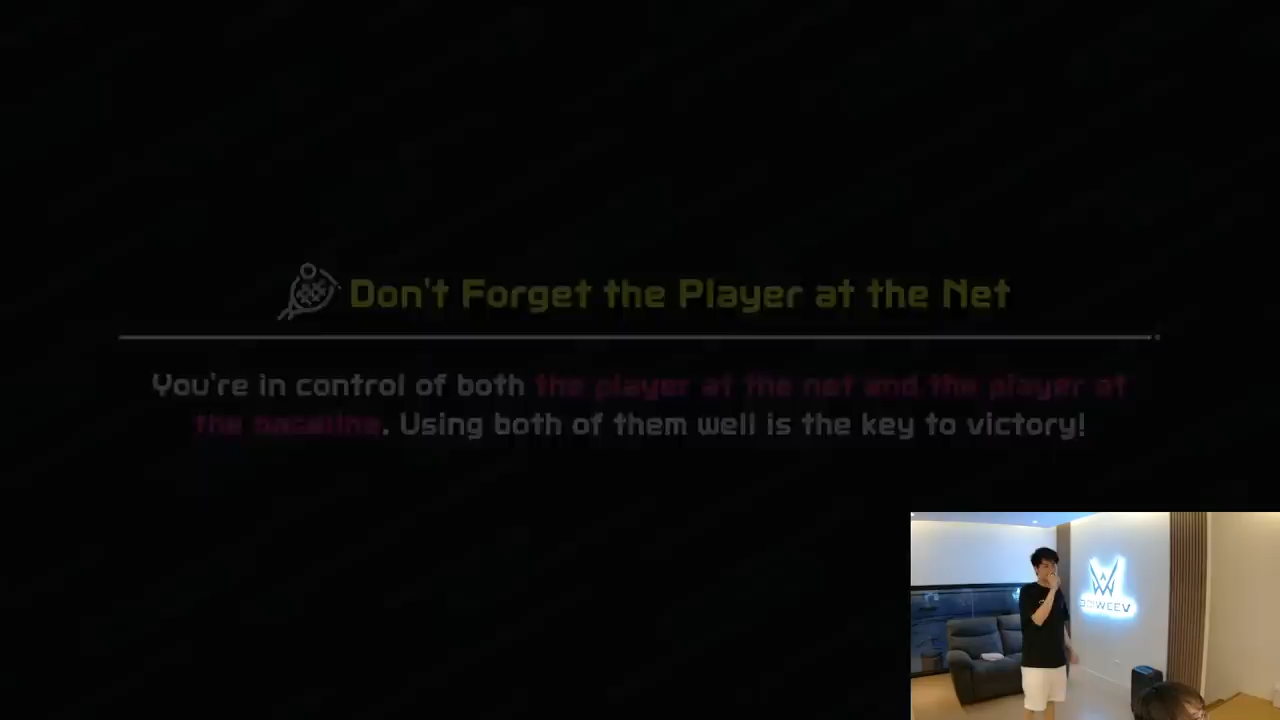 Don't Forget the Player at the Net
You're in control of both the player at the net and the player at
the baseline. Using both of them well is the key to victory!